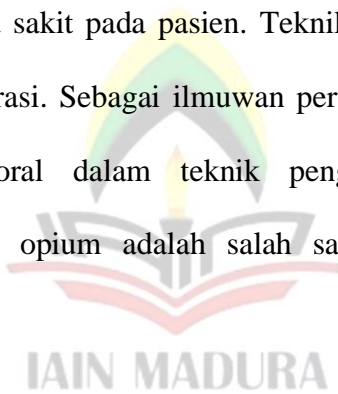 sakit pada pasien. Teknik
rasi. Sebagai ilmuwan per
oral dalam teknik peng
opium adalah salah sa
IAIN MADURA